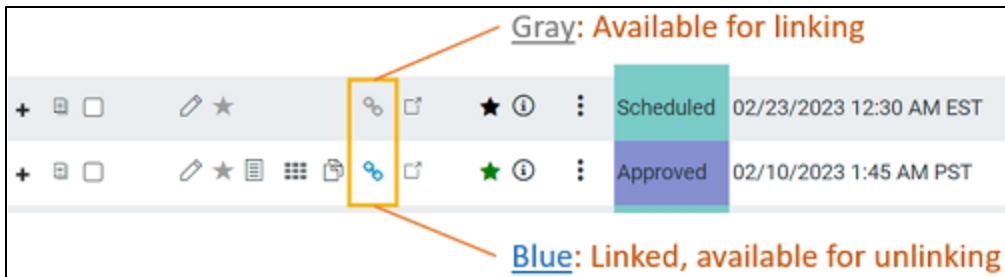 Gray: Available for linking
Scheduled 02/23/2023 12:30 AM EST
Approved 02/10/2023 1:45 AM PST
Blue: Linked, available for unlinking